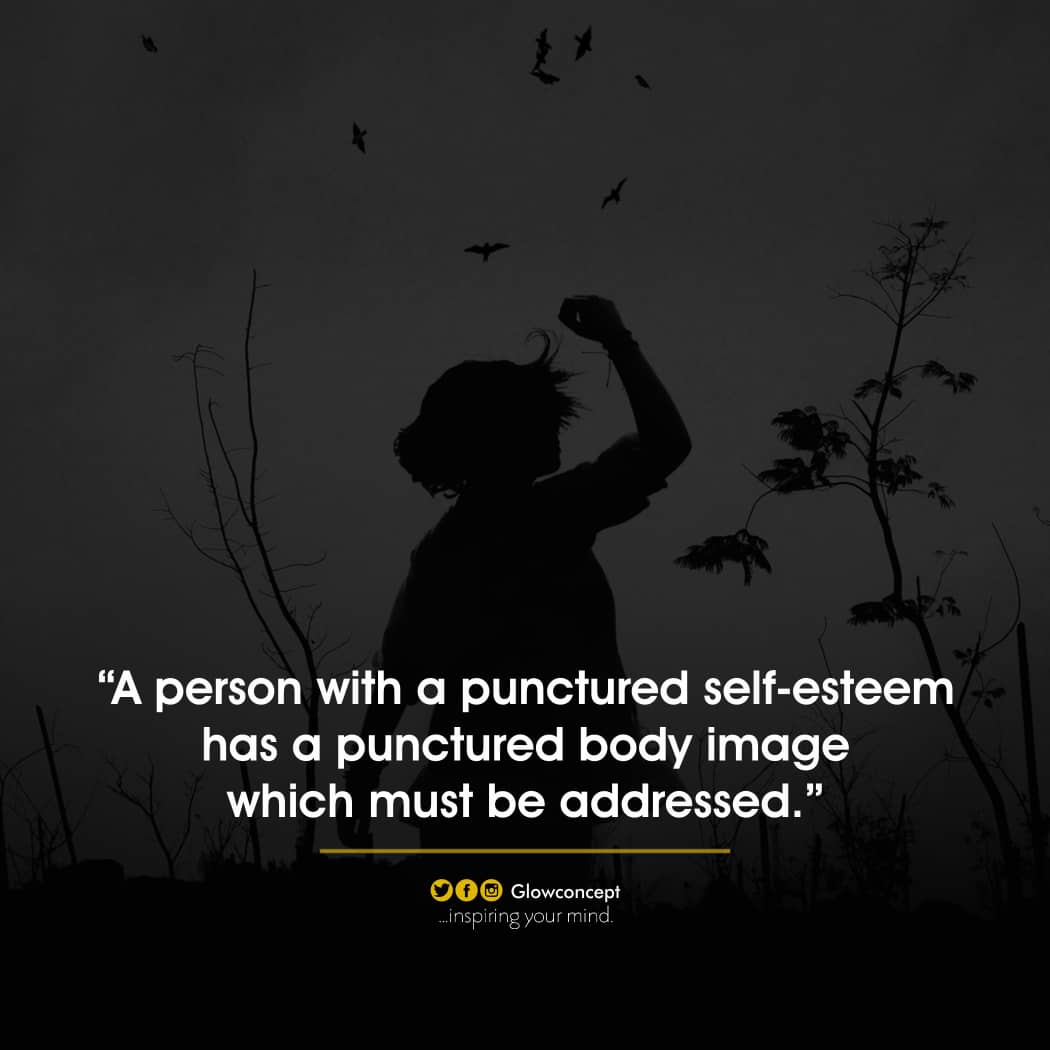 “A person with a punctured self-esteem
has a punctured body image
which must be addressed.”
Glowconcept
...inspiring your mind.